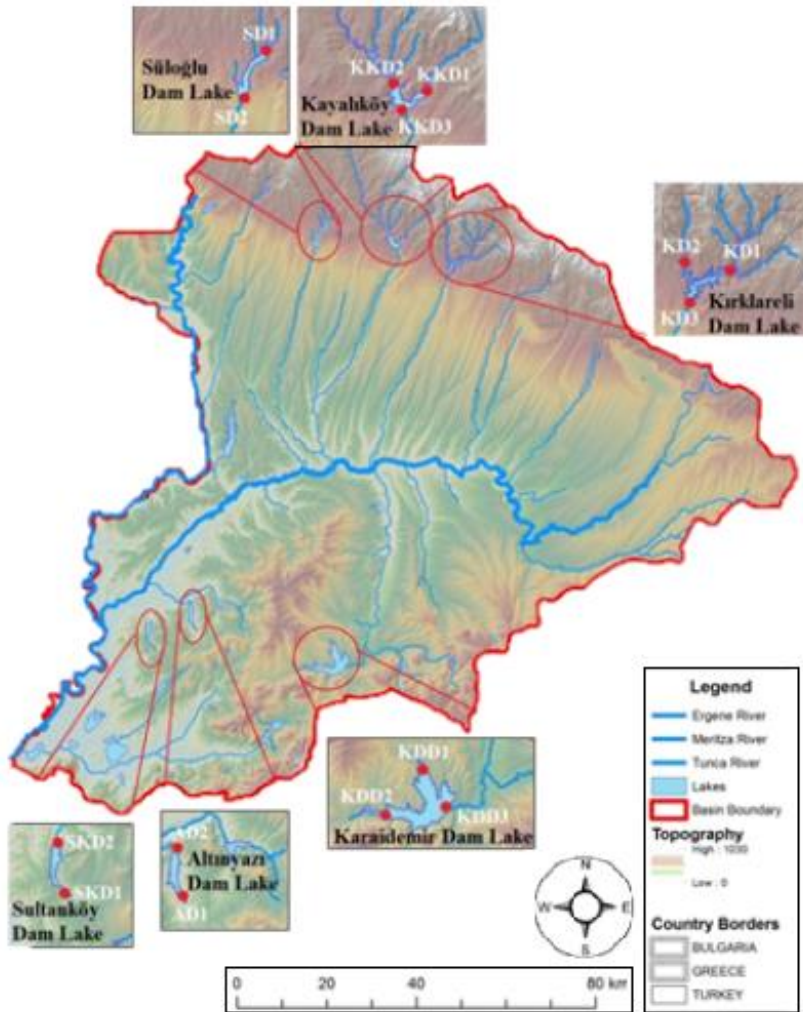 SD1
Süloğlu
Dam Lake
SD2
KKD2
KKD1
Kayalıköy
Dam Lake
KKD3
KD2
KD1
KD3
Kırklareli
Dam Lake
KDD1
KDD2
KDD3
Karaidemir Dam Lake
SKD2
SKD1
Sultanköy
Dam Lake
AD2
Altınyazı
Dam Lake
AD1
N
W
E
S
0 20 40 80 km
Legend
Ergene River
Meritza River
Tunca River
Lakes
Basin Boundary
Topography
High : 1030
Low : 0
Country Borders
BULGARIA
GREECE
TURKEY